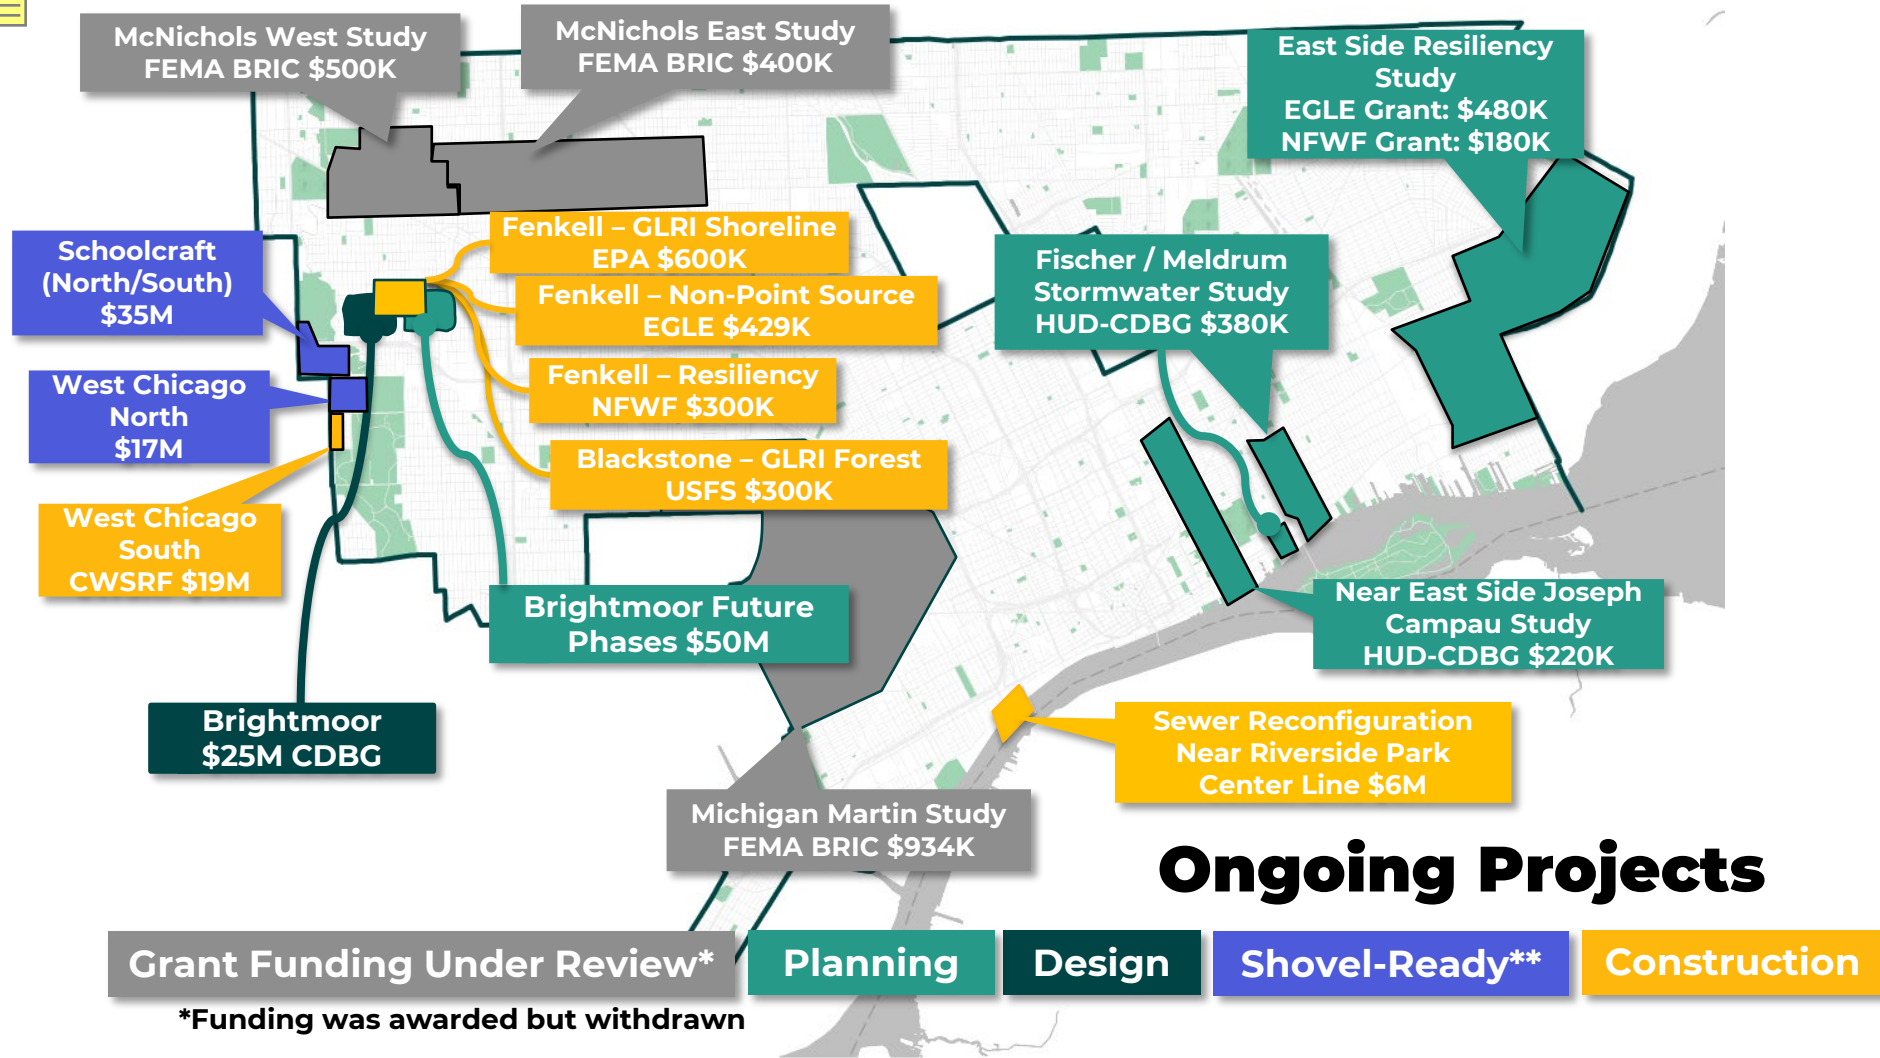 McNichols West Study
FEMA BRIC $500K
McNichols East Study
FEMA BRIC $400K
East Side Resiliency
Study
EGLE Grant: $480K
NFWF Grant: $180K
Schoolcraft
(North/South)
$35M
Fenkell – GLRI Shoreline
EPA $600K
Fenkell – Non-Point Source
EGLE $429K
Fischer / Meldrum
Stormwater Study
HUD-CDBG $380K
West Chicago
North
$17M
Fenkell – Resiliency
NFWF $300K
Blackstone – GLRI Forest
USFS $300K
West Chicago
South
CWSRF $19M
Brightmoor Future
Phases $50M
Near East Side Joseph
Campau Study
HUD-CDBG $220K
Brightmoor
$25M CDBG
Sewer Reconfiguration
Near Riverside Park
Center Line $6M
Michigan Martin Study
FEMA BRIC $934K
Ongoing Projects
Grant Funding Under Review*
Planning
Design
Shovel-Ready**
Construction
*Funding was awarded but withdrawn